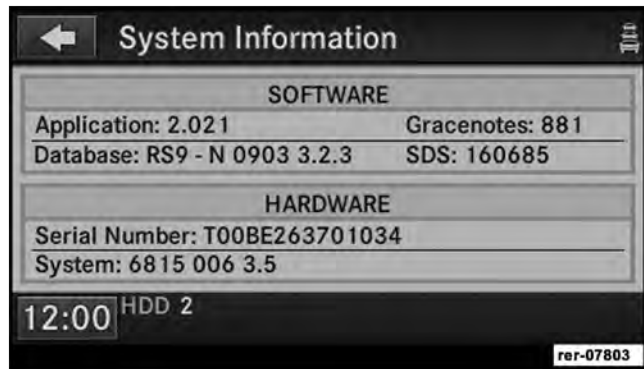 System Information
SOFTWARE
Application: 2.021 Gracenotes: 881
Database: RS9 - N 0903 3.2.3 SDS: 160685
HARDWARE
Serial Number: T00BE263701034
System: 6815 006 3.5
12:00 HDD 2
rer-07803